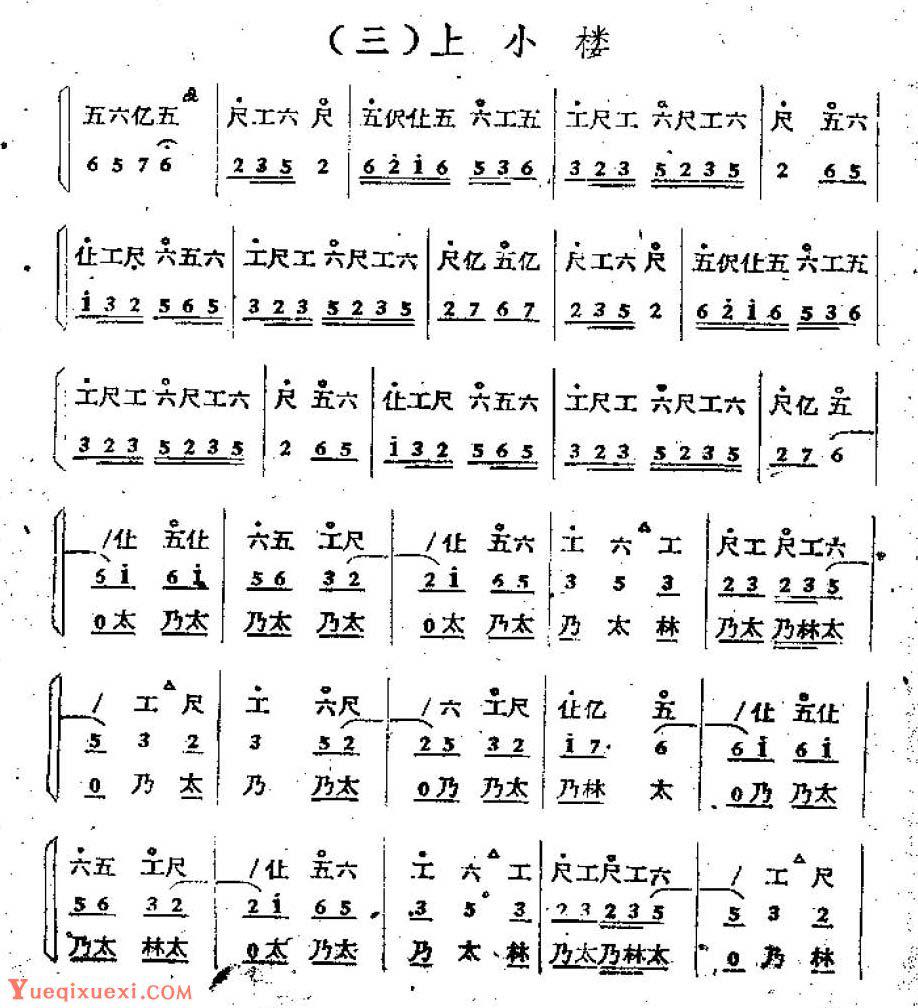 （三）上 小 楼
五六亿五 尺工六 尺 五伬仩五 六工五 工尺工 六尺工六 尺 五六
6 5 7 6 2 3 5 2 6 2 1 6 5 3 6 3 2 3 5 2 3 5 2 6 5
仩工尺 六五六 工尺工 六尺工六 尺亿 五亿 尺工六 尺 五伬仩五 六工五
1 3 2 5 6 5 3 2 3 5 2 3 5 2 7 6 7 2 3 5 2 6 2 1 6 5 3 6
工尺工 六尺工六 尺 五六 仩工尺 六五六 工尺工 六尺工六 尺亿 五
3 2 3 5 2 3 5 2 6 5 1 3 2 5 6 5 3 2 3 5 2 3 5 2 7 6
/仩 五仩 六五 工尺 /仩 五六 工 六 工 尺工 尺工六
6 1 6 1 5 6 3 2 2 1 6 5 3 5 3 2 3 2 3 5
0太 乃太 乃太 乃太 0太 乃太 乃 太 林 乃太 乃林太
/ 工 尺 工 六尺 /六 工尺 仩亿 五 /仩 五仩
5 3 2 3 5 2 2 5 3 2 1 7 6 6 1 6 1
0 乃 太 乃 乃太 0乃 乃太 乃林 太 0乃 乃太
六五 工尺 /仩 五六 工 六 工 尺工 尺工六 / 工 尺
5 6 3 2 2 1 6 5 3 5 3 2 3 2 3 5 5 3 2
乃太 林太 0太 乃太 乃 太 林 乃太 乃林太 0 乃 林
Yueqixuexi.com